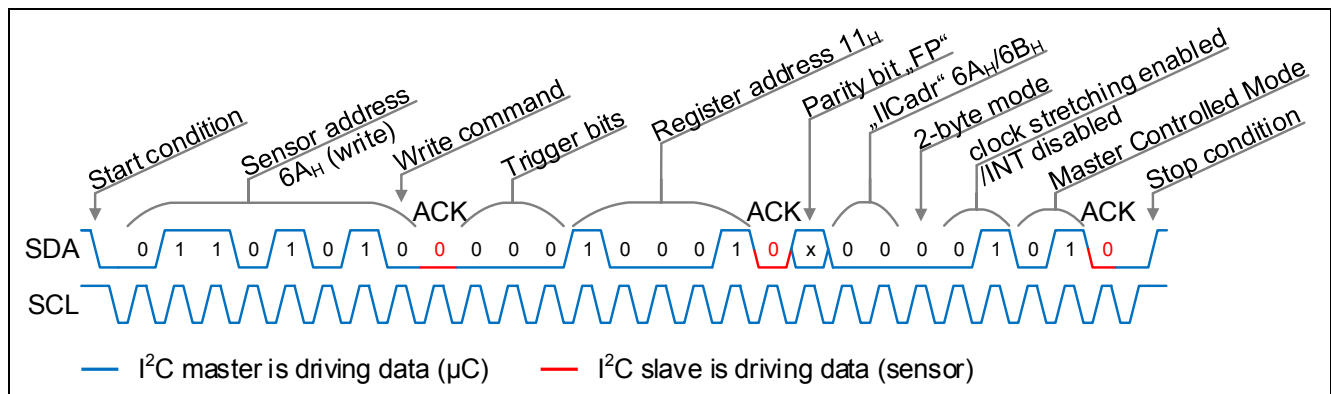 Start condition
Sensor address
6AH (write)
Write command
Trigger bits
Register address 11H
Parity bit „FP“
„IICadr“ 6AH/6BH
2-byte mode
clock stretching enabled
/INT disabled
Master Controlled Mode
Stop condition
ACK ACK ACK
SDA 0 1 1 0 1 0 1 0 0 0 0 0 1 0 0 0 1 0 x 0 0 0 0 1 0 1 0
SCL
I2C master is driving data (µC) I2C slave is driving data (sensor)